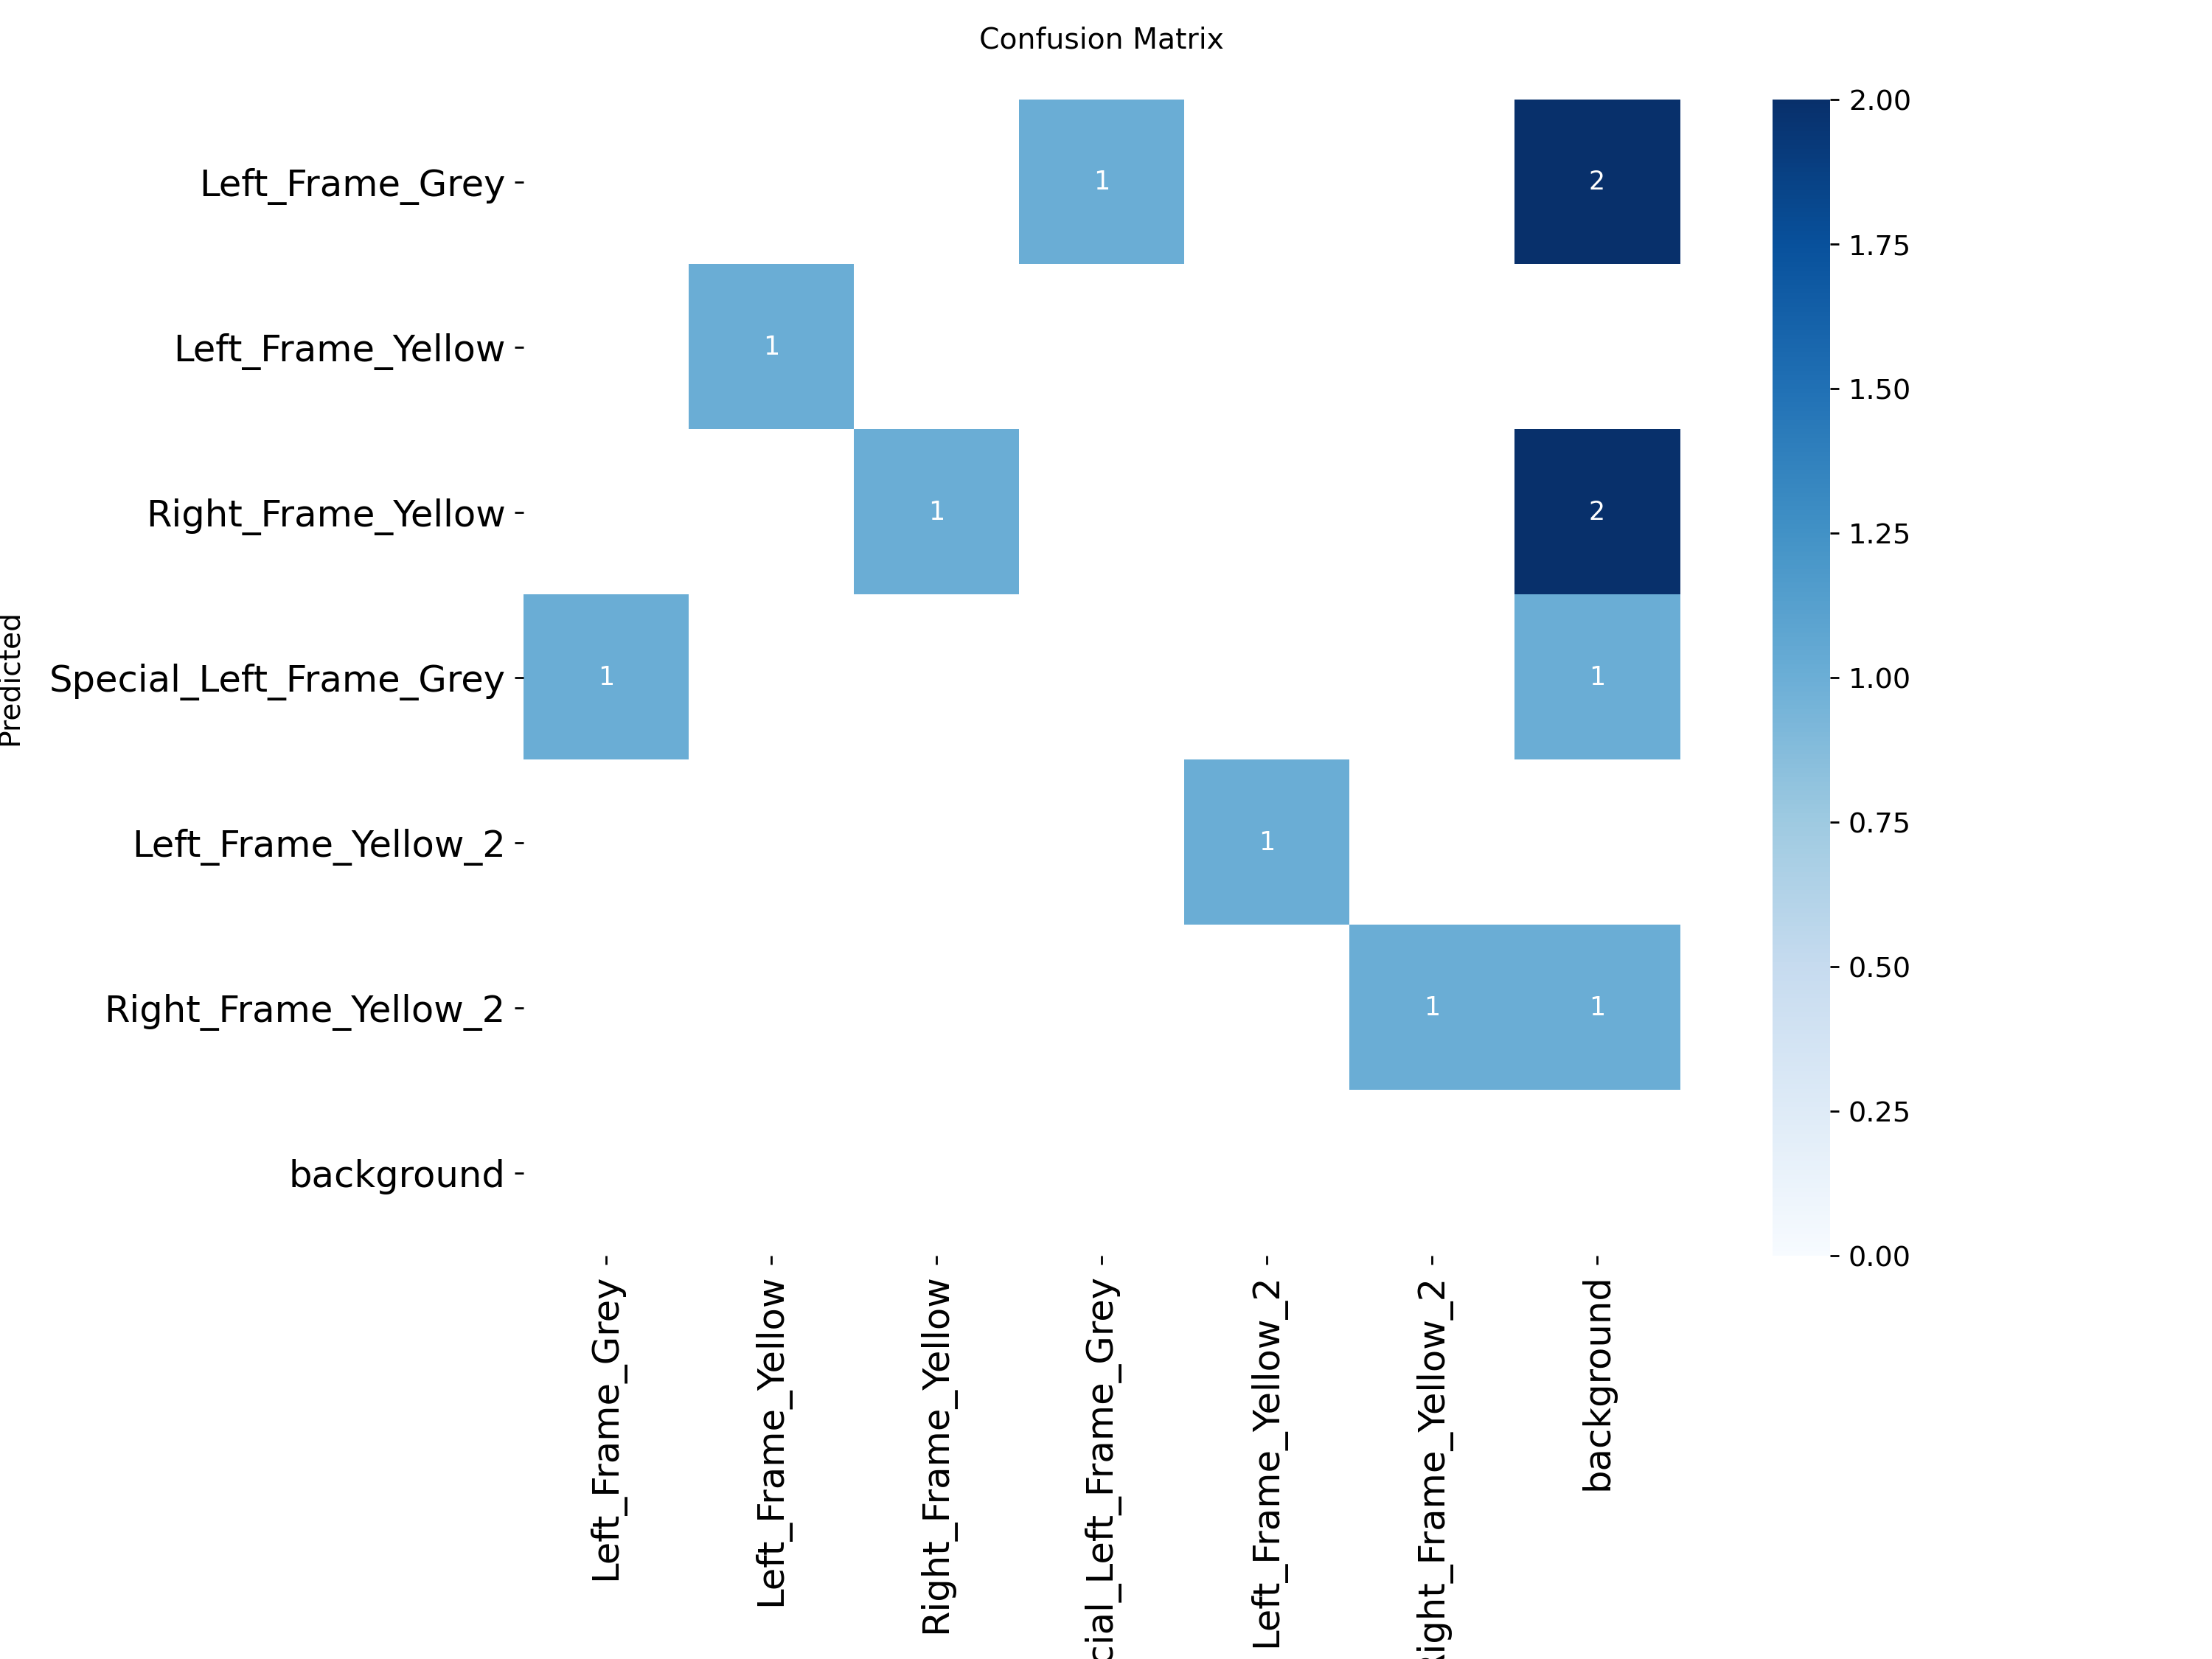 Confusion Matrix
Predicted
Left_Frame_Grey
1
2
Left_Frame_Yellow
1
Right_Frame_Yellow
1
2
Special_Left_Frame_Grey
1
1
Left_Frame_Yellow_2
1
Right_Frame_Yellow_2
1
1
background
Left_Frame_Grey
Left_Frame_Yellow
Right_Frame_Yellow
cial_Left_Frame_Grey
Left_Frame_Yellow_2
Right_Frame_Yellow_2
background
2.00
1.75
1.50
1.25
1.00
0.75
0.50
0.25
0.00